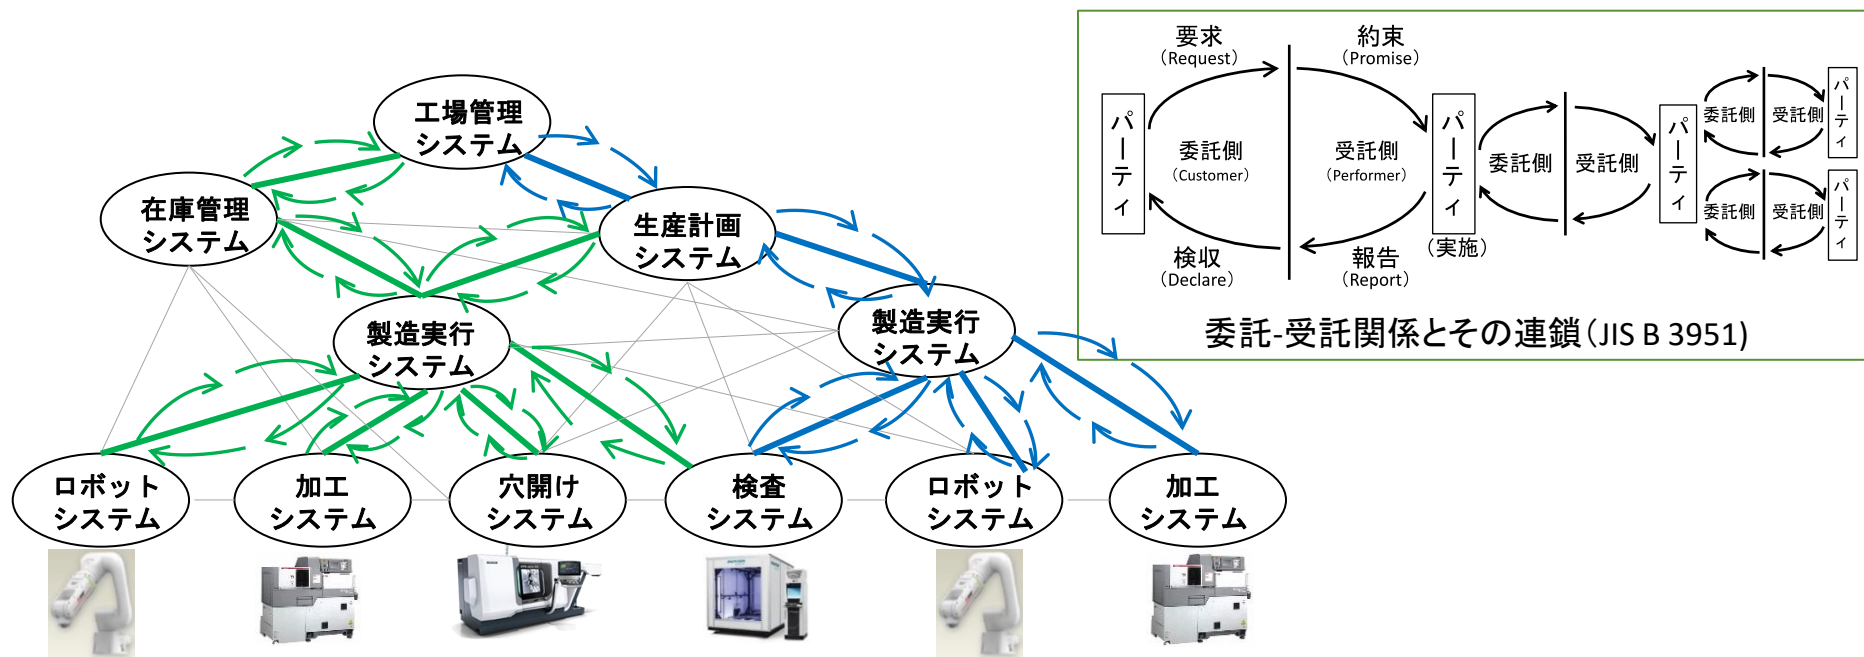 工場管理
システム
在庫管理
システム
生産計画
システム
製造実行
システム
製造実行
システム
ロボット
システム
加工
システム
穴開け
システム
検査
システム
ロボット
システム
加工
システム
要求
(Request)
約束
(Promise)
パーティ
委託側
(Customer)
受託側
(Performer)
パーティ
(実施)
検収
(Declare)
報告
(Report)
委託側
受託側
パーティ
委託側
受託側
パーティ
委託側
受託側
パーティ
委託-受託関係とその連鎖(JIS B 3951)